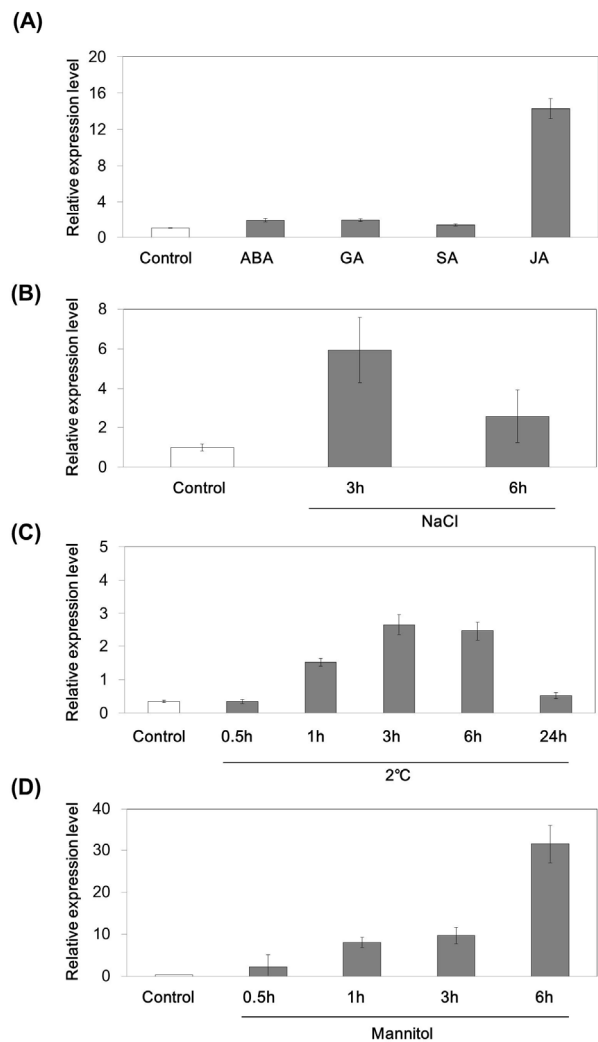 (A)
Relative expression level
20
16
12
8
4
0
Control ABA GA SA JA
(B)
Relative expression level
8
6
4
2
0
Control 3h 6h
NaCl
(C)
Relative expression level
5
4
3
2
1
0
Control 0.5h 1h 3h 6h 24h
2℃
(D)
Relative expression level
40
30
20
10
0
Control 0.5h 1h 3h 6h
Mannitol